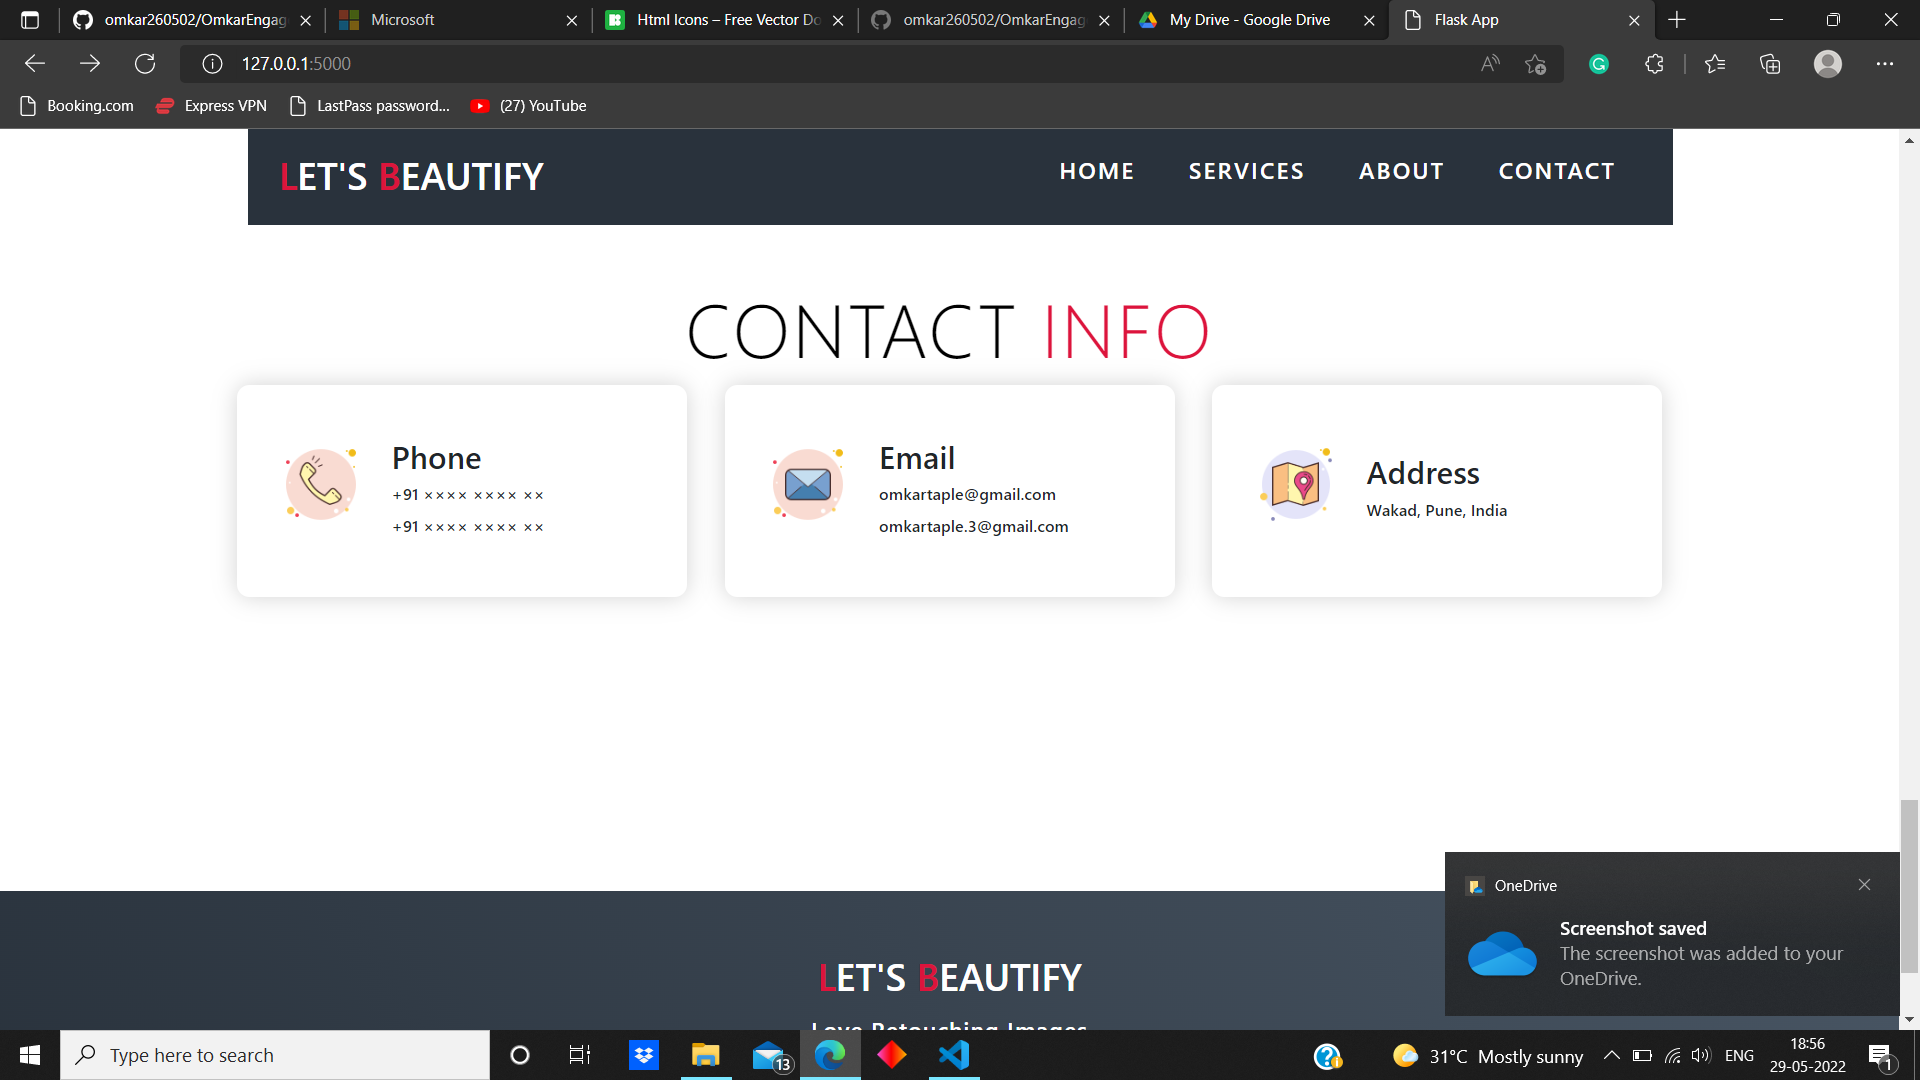 omkar260502/OmkarEngag
Microsoft
Html Icons – Free Vector Do
omkar260502/OmkarEngag
My Drive - Google Drive
Flask App
127.0.0.1:5000
Booking.com
Express VPN
LastPass password...
(27) YouTube
LET'S BEAUTIFY
HOME
SERVICES
ABOUT
CONTACT
CONTACT INFO
Phone
+91 ×××× ×××× ××
+91 ×××× ×××× ××
Email
omkartaple@gmail.com
omkartaple.3@gmail.com
Address
Wakad, Pune, India
OneDrive
Screenshot saved
The screenshot was added to your
OneDrive.
LET'S BEAUTIFY
Love Retouching Images
Type here to search
13
31°C Mostly sunny
ENG
18:56
29-05-2022
1